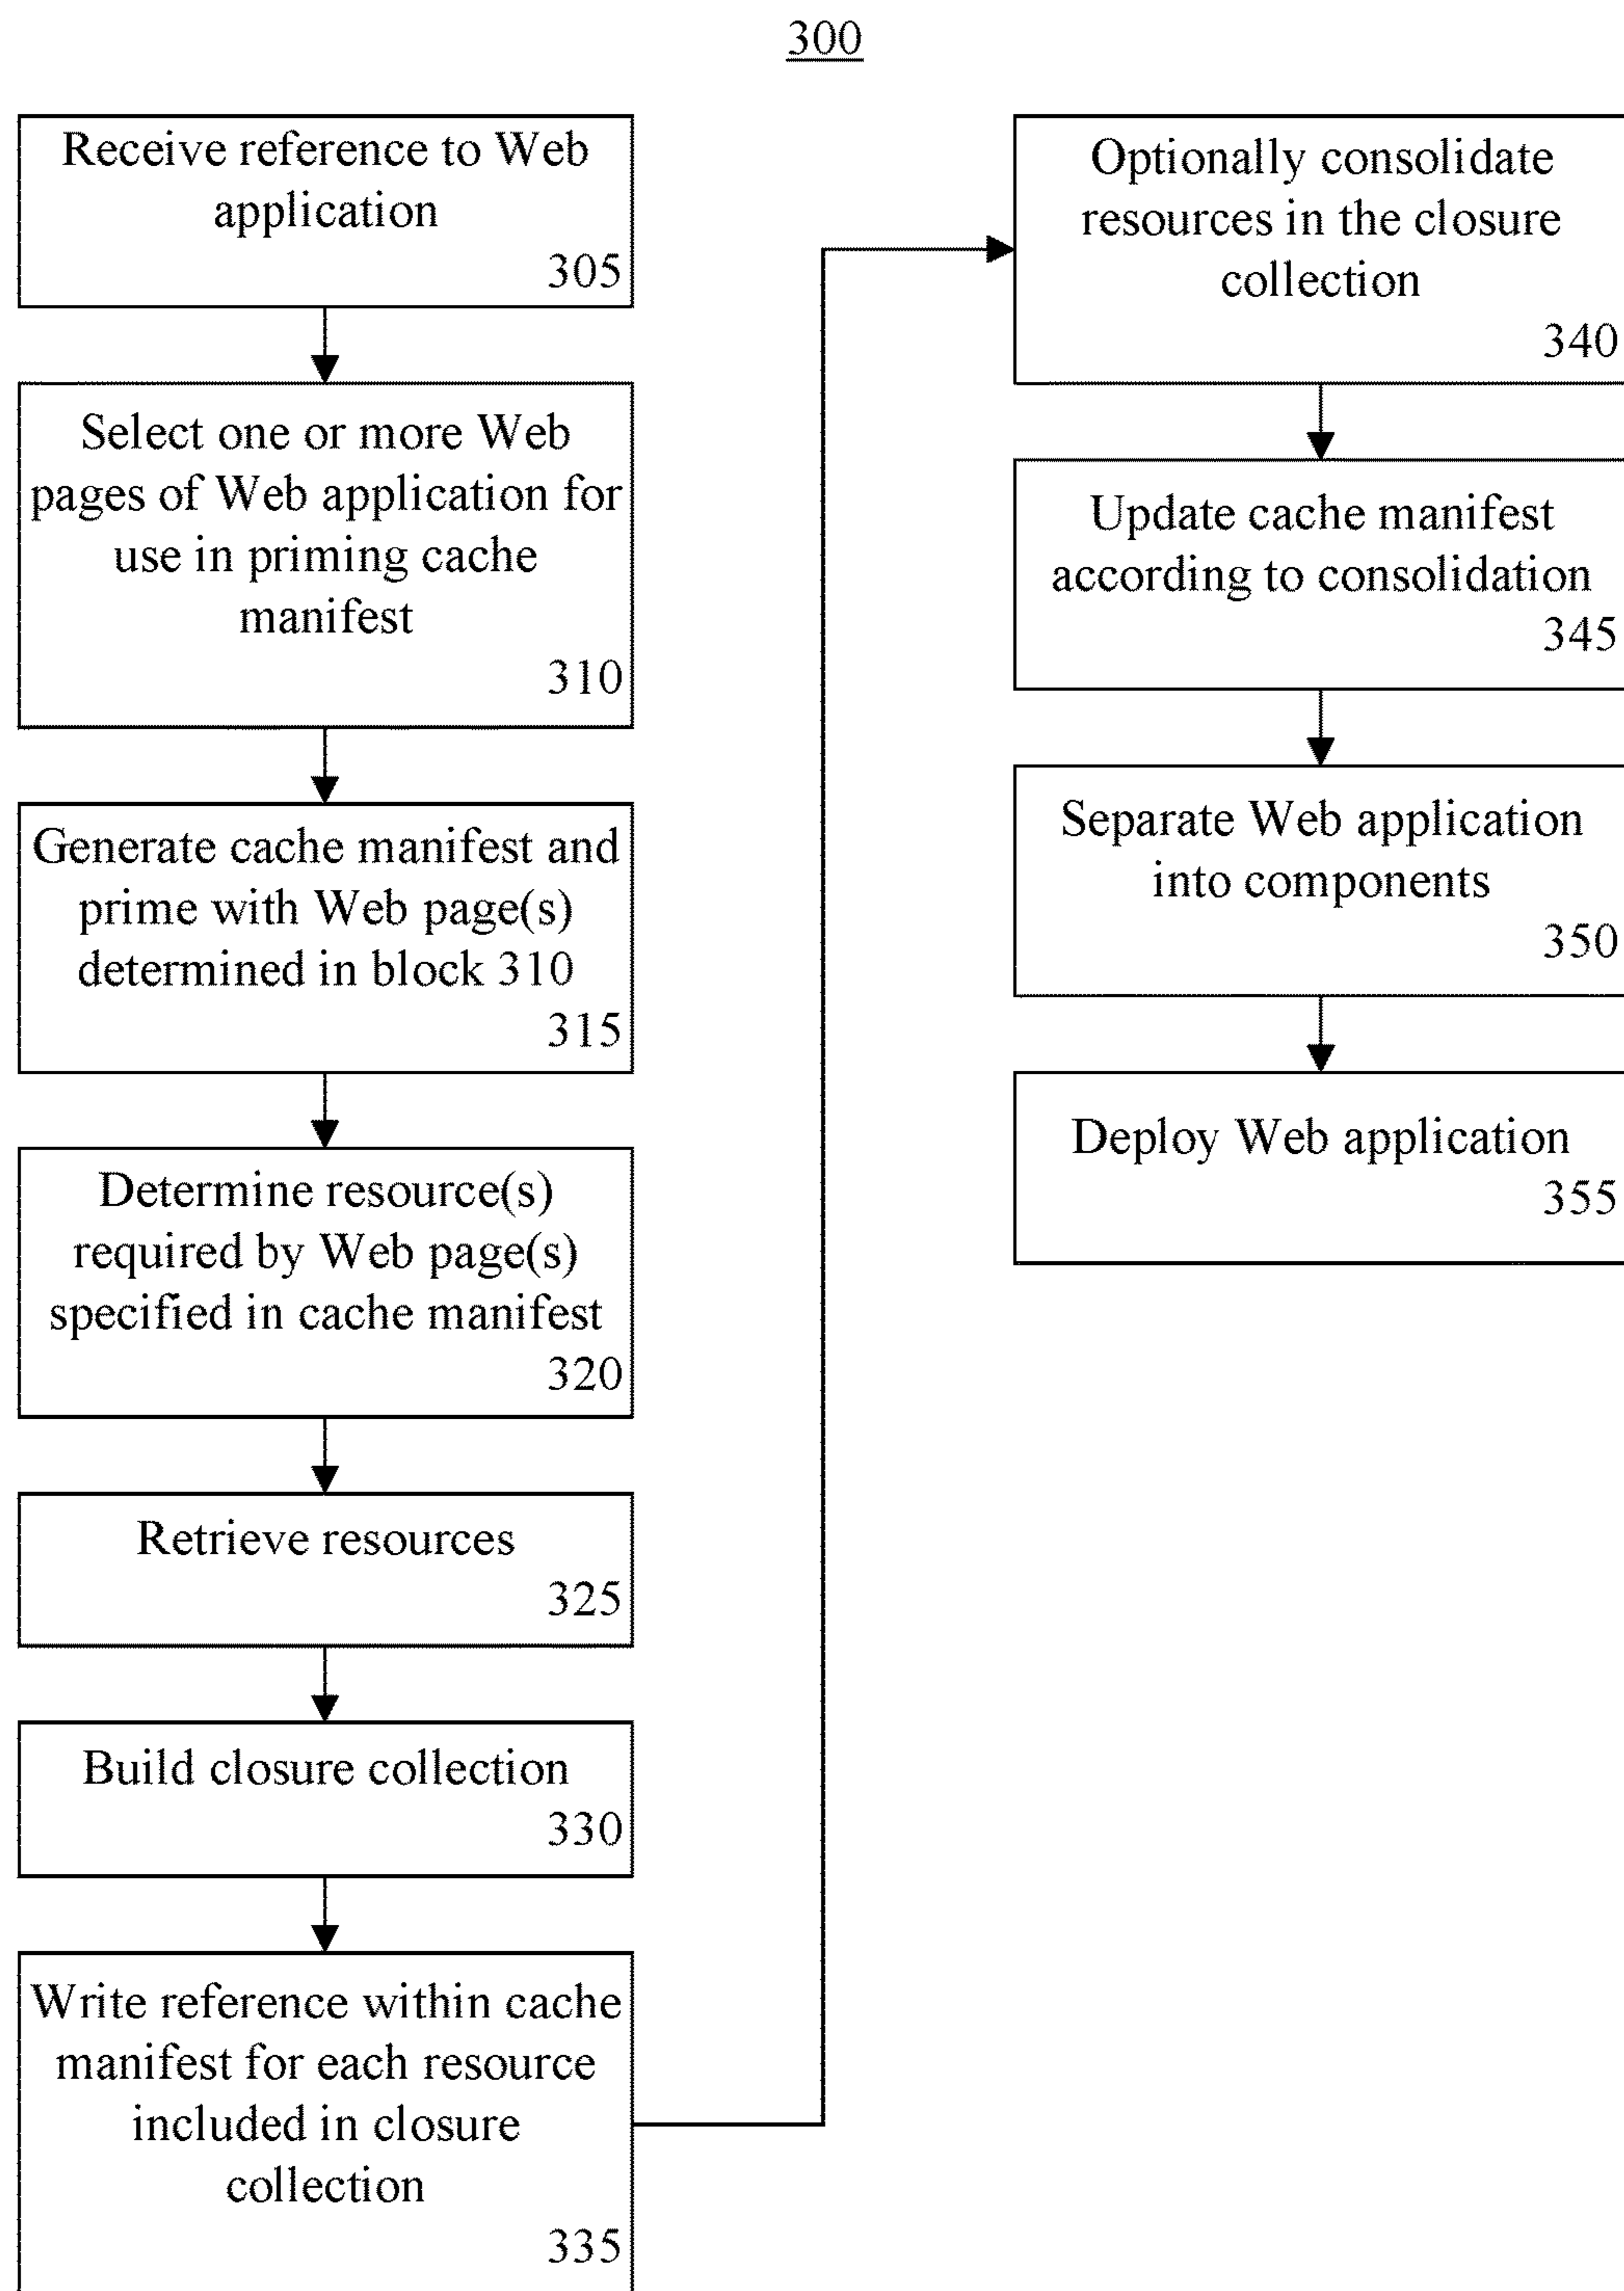 300
Receive reference to Web
application
305
Select one or more Web
pages of Web application for
use in priming cache
manifest
310
Generate cache manifest and
prime with Web page(s)
determined in block 310
315
Determine resource(s)
required by Web page(s)
specified in cache manifest
320
Retrieve resources
325
Build closure collection
330
Write reference within cache
manifest for each resource
included in closure
collection
335
Optionally consolidate
resources in the closure
collection
340
Update cache manifest
according to consolidation
345
Separate Web application
into components
350
Deploy Web application
355